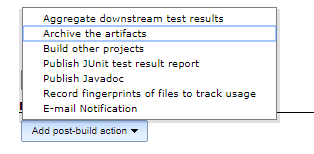 Aggregate downstream test results
Archive the artifacts
Build other projects
Publish JUnit test result report
Publish Javadoc
Record fingerprints of files to track usage
E-mail Notification
Add post-build action